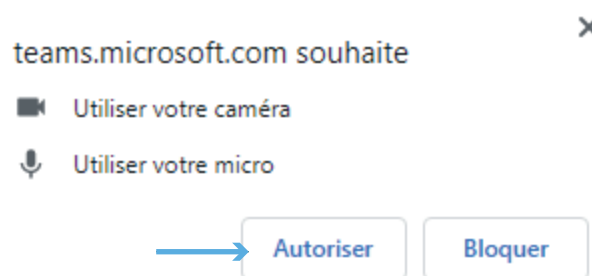 teams.microsoft.com souhaite
Utiliser votre caméra
Utiliser votre micro
Autoriser Bloquer